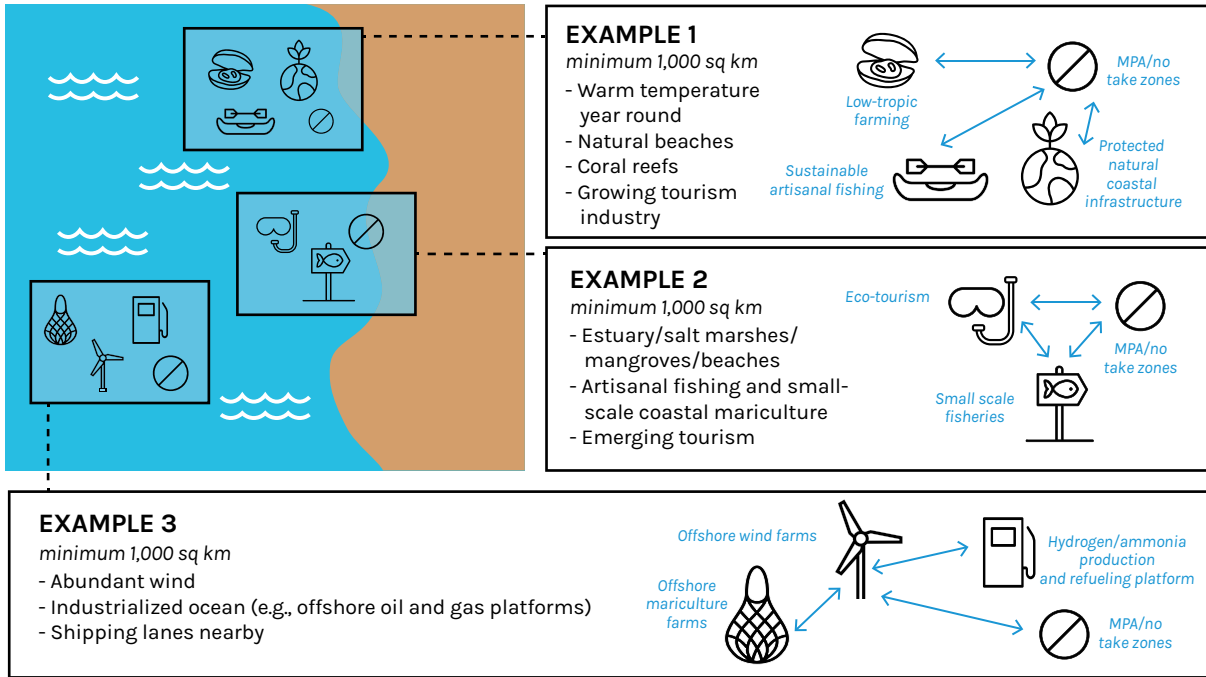 EXAMPLE 1
minimum 1,000 sq km
- Warm temperature
year round
- Natural beaches
- Coral reefs
- Growing tourism
industry
Low-tropic
farming
MPA/no
take zones
Sustainable
artisanal fishing
Protected
natural
coastal
infrastructure
EXAMPLE 2
minimum 1,000 sq km
- Estuary/salt marshes/
mangroves/beaches
- Artisanal fishing and small-
scale coastal mariculture
- Emerging tourism
Eco-tourism
MPA/no
take zones
Small scale
fisheries
EXAMPLE 3
minimum 1,000 sq km
- Abundant wind
- Industrialized ocean (e.g., offshore oil and gas platforms)
- Shipping lanes nearby
Offshore wind farms
Offshore
mariculture
farms
Hydrogen/ammonia
production
and refueling platform
MPA/no
take zones